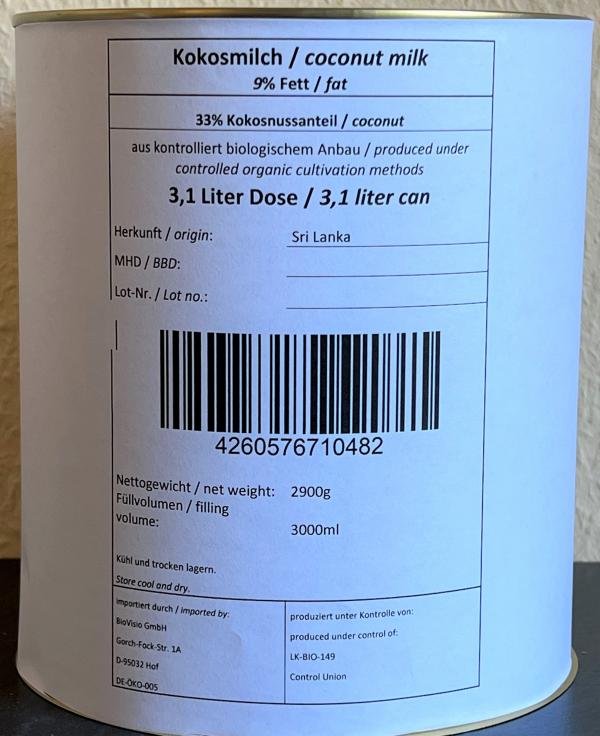 Kokosmilch / coconut milk
9% Fett / fat
33% Kokosnussanteil / coconut
aus kontrolliert biologischem Anbau / produced under
controlled organic cultivation methods
3,1 Liter Dose / 3,1 liter can
Herkunft / origin: Sri Lanka
MHD / BBD:
Lot-Nr. / Lot no.:
4260576710482
Nettogewicht / net weight: 2900g
Füllvolumen / filling
volume: 3000ml
Kühl und trocken lagern.
Store cool and dry.
importiert durch / imported by:
BioVisio GmbH
Gorch-Fock-Str. 1A
D-95032 Hof
DE-ÖKO-005
produziert unter Kontrolle von:
produced under control of:
LK-BIO-149
Control Union